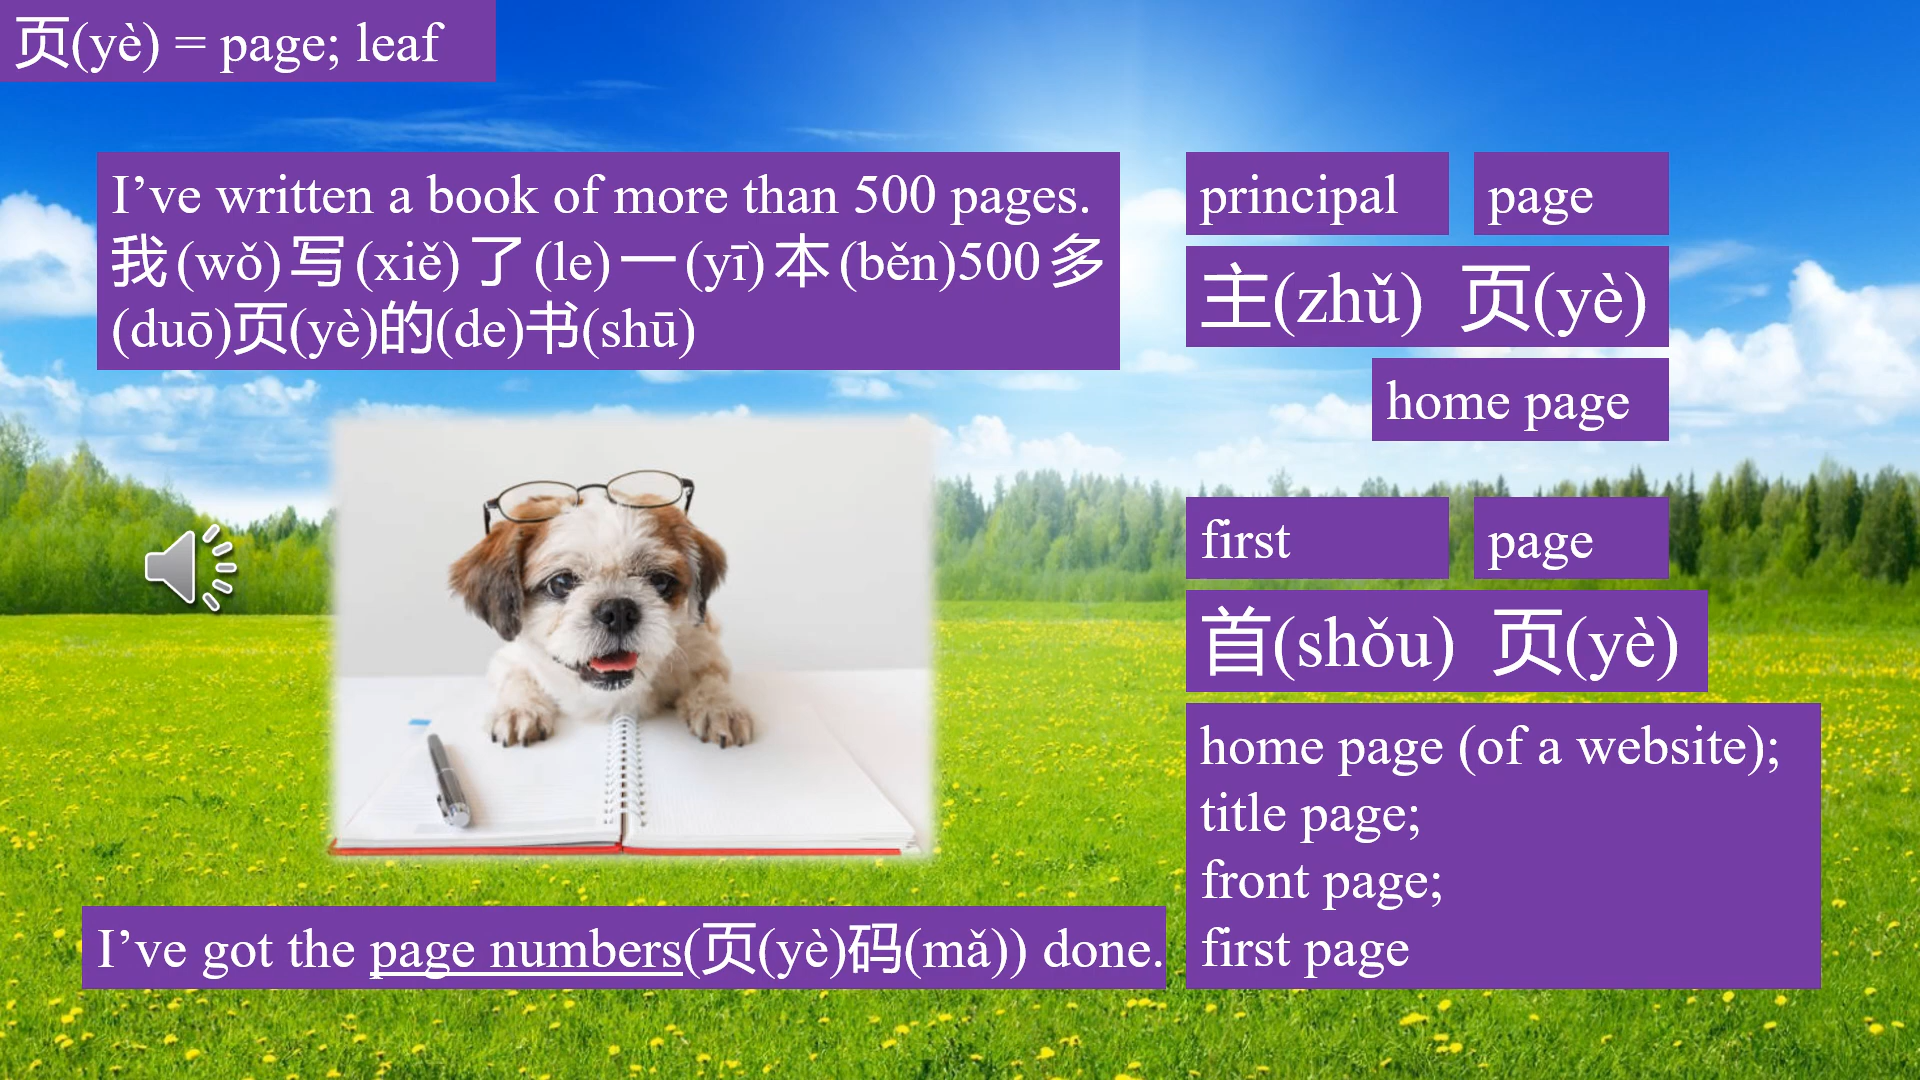 页(yè) = page; leaf
I’ve written a book of more than 500 pages.
我(wǒ)写(xiě)了(le)一(yī)本(běn)500多
(duō)页(yè)的(de)书(shū)
principal page
主(zhǔ) 页(yè)
home page
first page
首(shǒu) 页(yè)
home page (of a website);
title page;
front page;
first page
I’ve got the page numbers(页(yè)码(mǎ)) done.